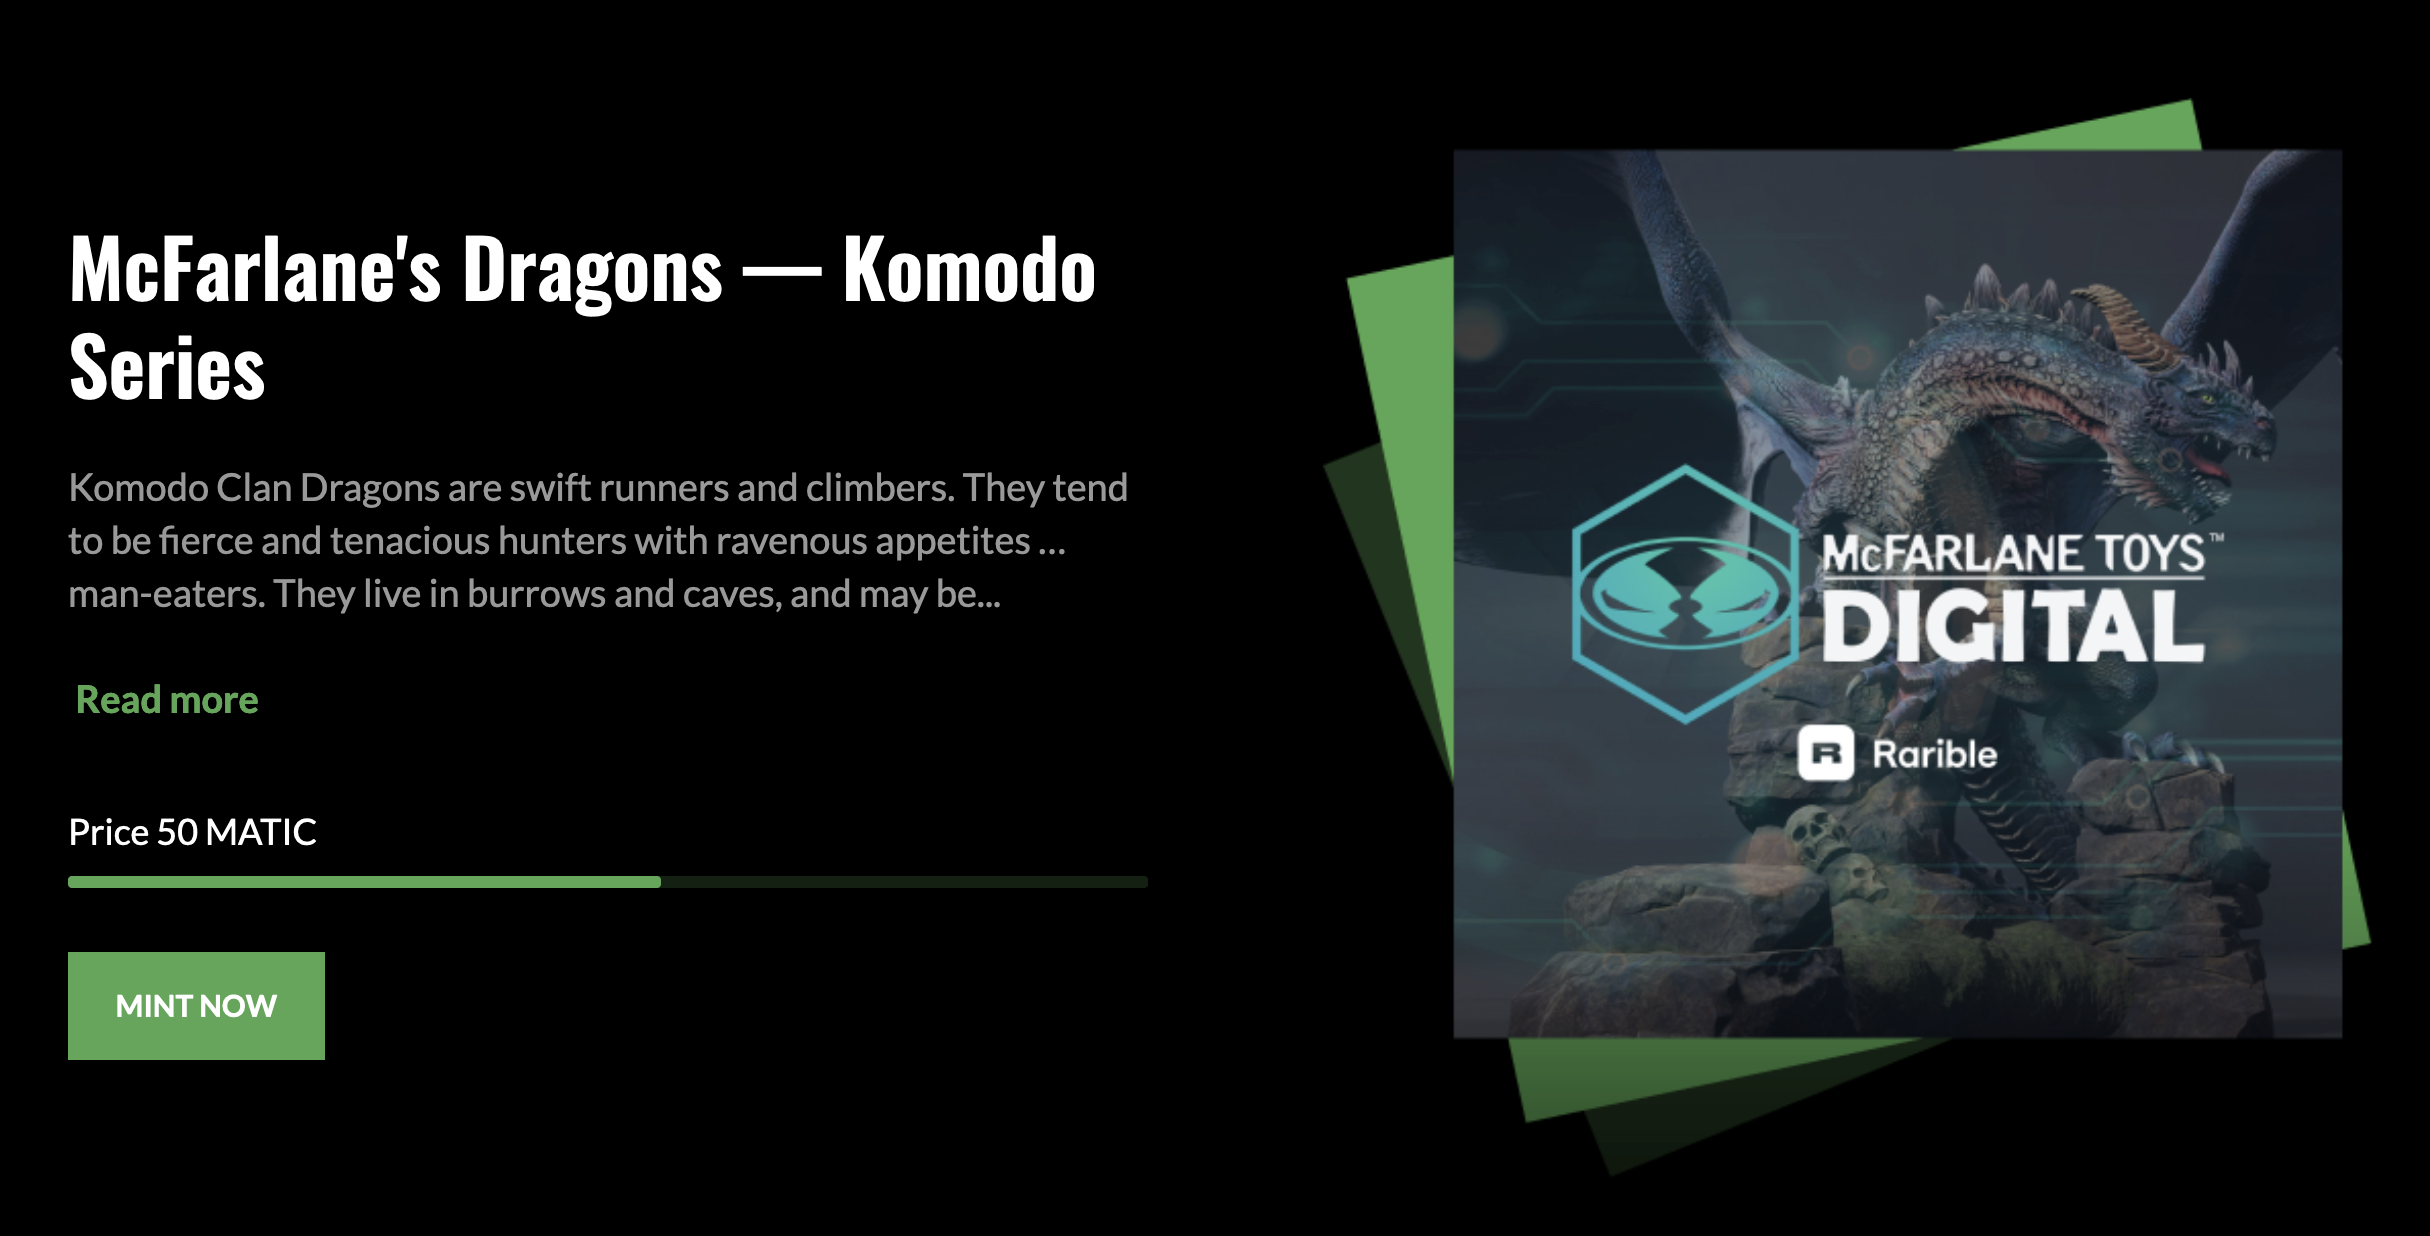 McFarlane's Dragons — Komodo
Series
Komodo Clan Dragons are swift runners and climbers. They tend
to be fierce and tenacious hunters with ravenous appetites ...
man-eaters. They live in burrows and caves, and may be...
Read more
Price 50 MATIC
MINT NOW
McFARLANE TOYS™
DIGITAL
R Rarible